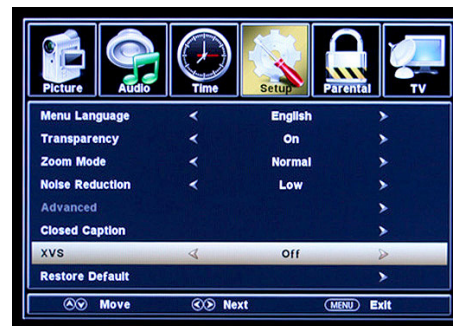 Picture Audio Time Setup Parental TV
Menu Language English
Transparency On
Zoom Mode Normal
Noise Reduction Low
Advanced
Closed Caption
XVS Off
Restore Default
Move Next MENU Exit